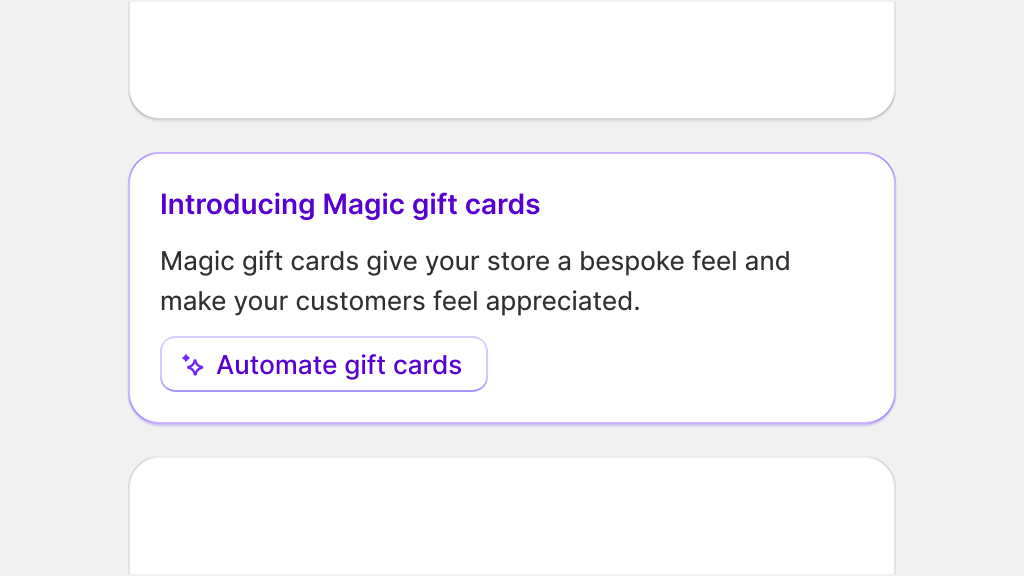 Introducing Magic gift cards
Magic gift cards give your store a bespoke feel and
make your customers feel appreciated.
Automate gift cards